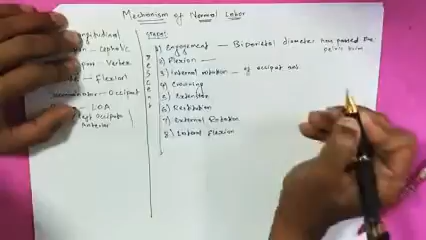 Mechanism of Normal Labor
ongitudinal
cephalic
Vertex
Flexion
Occiput
LOA
Left Occipito
Anterior
Stages:
1) Engagement - Biparietal diameter has passed the
pelvic brim
2) Flexion -
3) Internal rotation - of occiput
4) Crowning
5) Extension
6) Restitution
7) External Rotation
8) Lateral Flexion